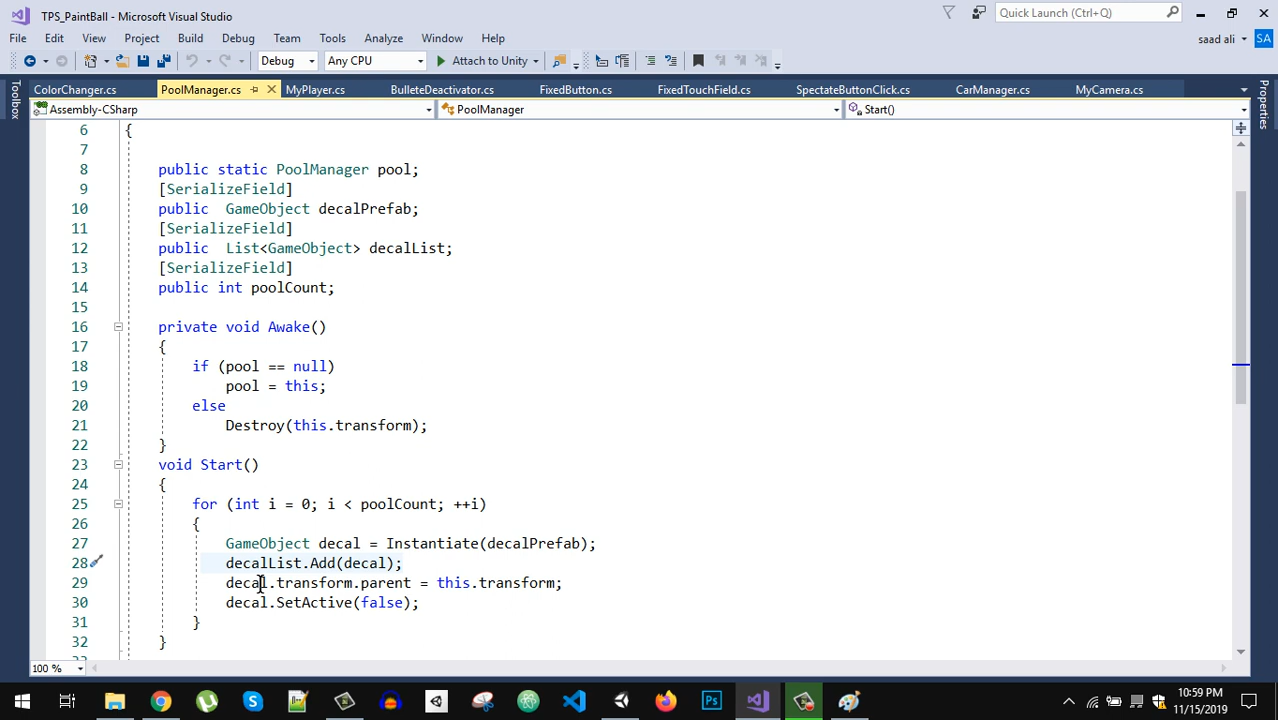 TPS_PaintBall - Microsoft Visual Studio
Quick Launch (Ctrl+Q)
File Edit View Project Build Debug Team Tools Analyze Window Help
saad ali
SA
Debug Any CPU Attach to Unity
Toolbox
ColorChanger.cs PoolManager.cs MyPlayer.cs BulleteDeactivator.cs FixedButton.cs FixedTouchField.cs SpectateButtonClick.cs CarManager.cs MyCamera.cs
Properties
Assembly-CSharp PoolManager Start()
6 {
7
8 public static PoolManager pool;
9 [SerializeField]
10 public  GameObject decalPrefab;
11 [SerializeField]
12 public  List<GameObject> decalList;
13 [SerializeField]
14 public int poolCount;
15
16 private void Awake()
17 {
18 if (pool == null)
19 pool = this;
20 else
21 Destroy(this.transform);
22 }
23 void Start()
24 {
25 for (int i = 0; i < poolCount; ++i)
26 {
27 GameObject decal = Instantiate(decalPrefab);
28 decalList.Add(decal);
29 decal.transform.parent = this.transform;
30 decal.SetActive(false);
31 }
32 }
100 %
10:59 PM
11/15/2019